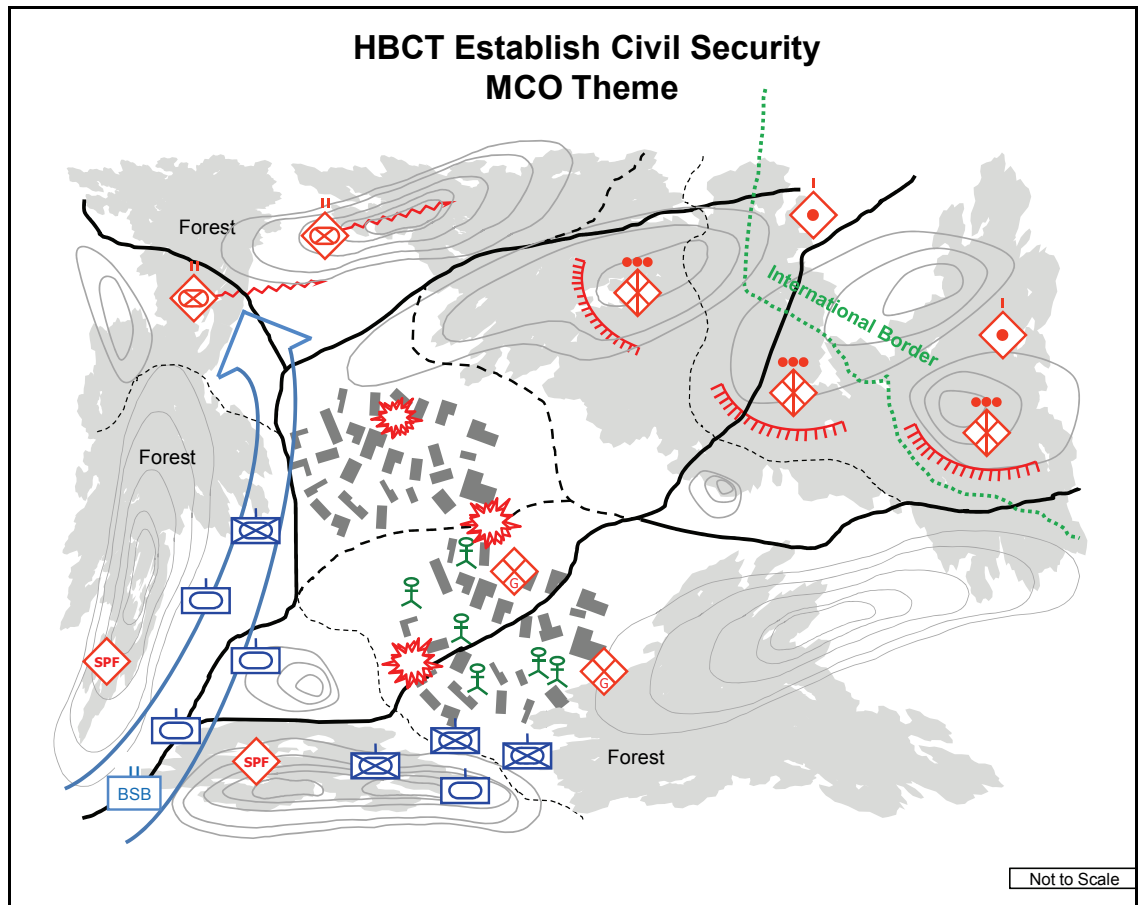 HBCT Establish Civil Security
MCO Theme
Forest
International Border
Forest
G
SPF
G
SPF
Forest
BSB
Not to Scale